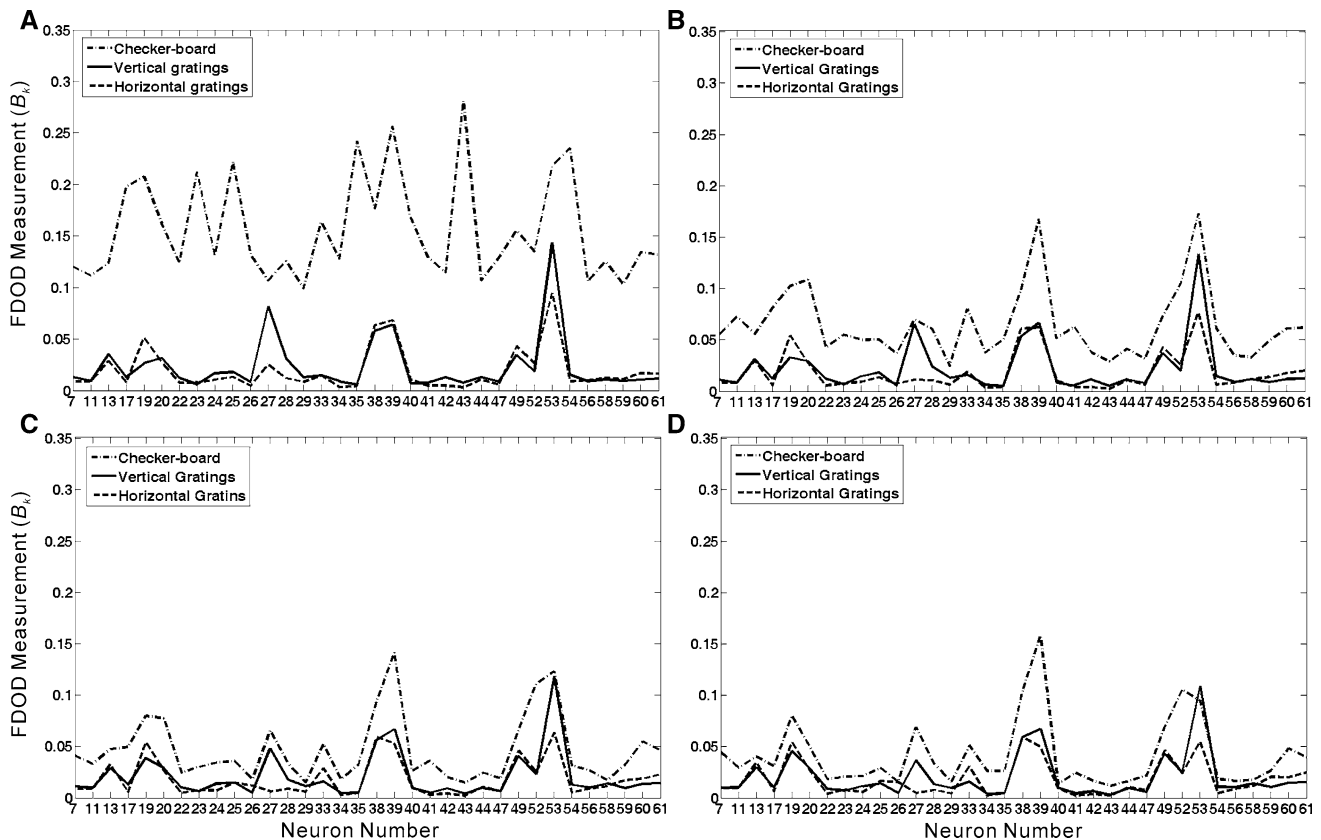 A
0.35
0.3
0.25
0.2
0.15
0.1
0.05
0
FDOD Measurement (Bk)
Checker-board
Vertical gratings
Horizontal gratings
7 11 13 17 19 20 22 23 24 25 26 27 28 29 33 34 35 38 39 40 41 42 43 44 47 49 52 53 54 56 58 59 60 61
B
0.35
0.3
0.25
0.2
0.15
0.1
0.05
0
Checker-board
Vertical Gratings
Horizontal Gratings
7 11 13 17 19 20 22 23 24 25 26 27 28 29 33 34 35 38 39 40 41 42 43 44 47 49 52 53 54 56 58 59 60 61
C
0.35
0.3
0.25
0.2
0.15
0.1
0.05
0
FDOD Measurement (Bk)
Checker-board
Vertical Gratings
Horizontal Gratins
7 11 13 17 19 20 22 23 24 25 26 27 28 29 33 34 35 38 39 40 41 42 43 44 47 49 52 53 54 56 58 59 60 61
Neuron Number
D
0.35
0.3
0.25
0.2
0.15
0.1
0.05
0
Checker-board
Vertical Gratings
Horizontal Gratings
7 11 13 17 19 20 22 23 24 25 26 27 28 29 33 34 35 38 39 40 41 42 43 44 47 49 52 53 54 56 58 59 60 61
Neuron Number